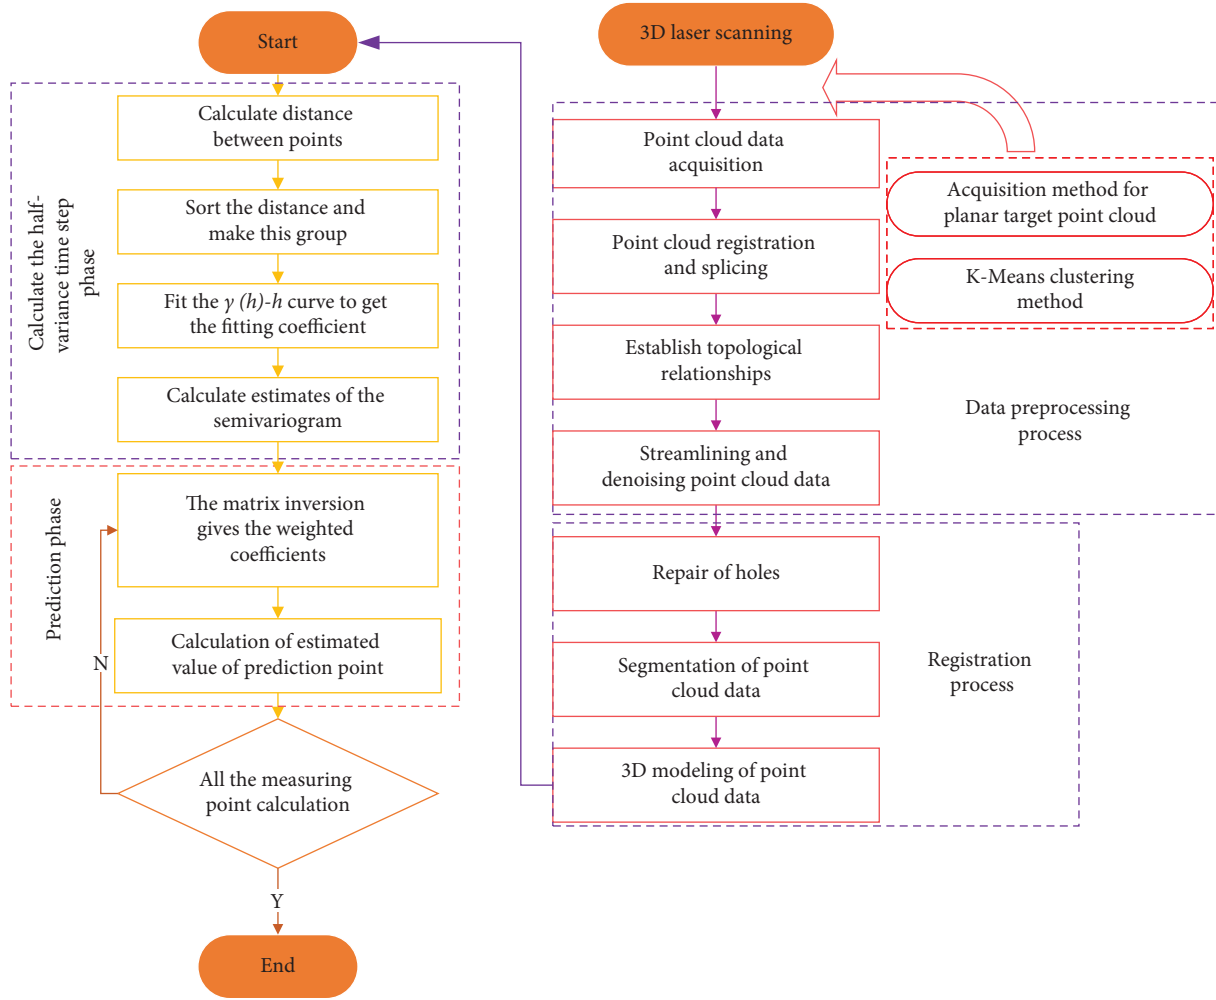 Start
Calculate the half-
variance time step
phase
Calculate distance
between points
Sort the distance and
make this group
Fit the γ (h)-h curve to get
the fitting coefficient
Calculate estimates of the
semivariogram
Prediction phase
The matrix inversion
gives the weighted
coefficients
Calculation of estimated
value of prediction point
N
All the measuring
point calculation
Y
End
3D laser scanning
Point cloud data
acquisition
Point cloud registration
and splicing
Establish topological
relationships
Streamlining and
denoising point cloud data
Acquisition method for
planar target point cloud
K-Means clustering
method
Data preprocessing
process
Repair of holes
Segmentation of point
cloud data
3D modeling of point
cloud data
Registration
process